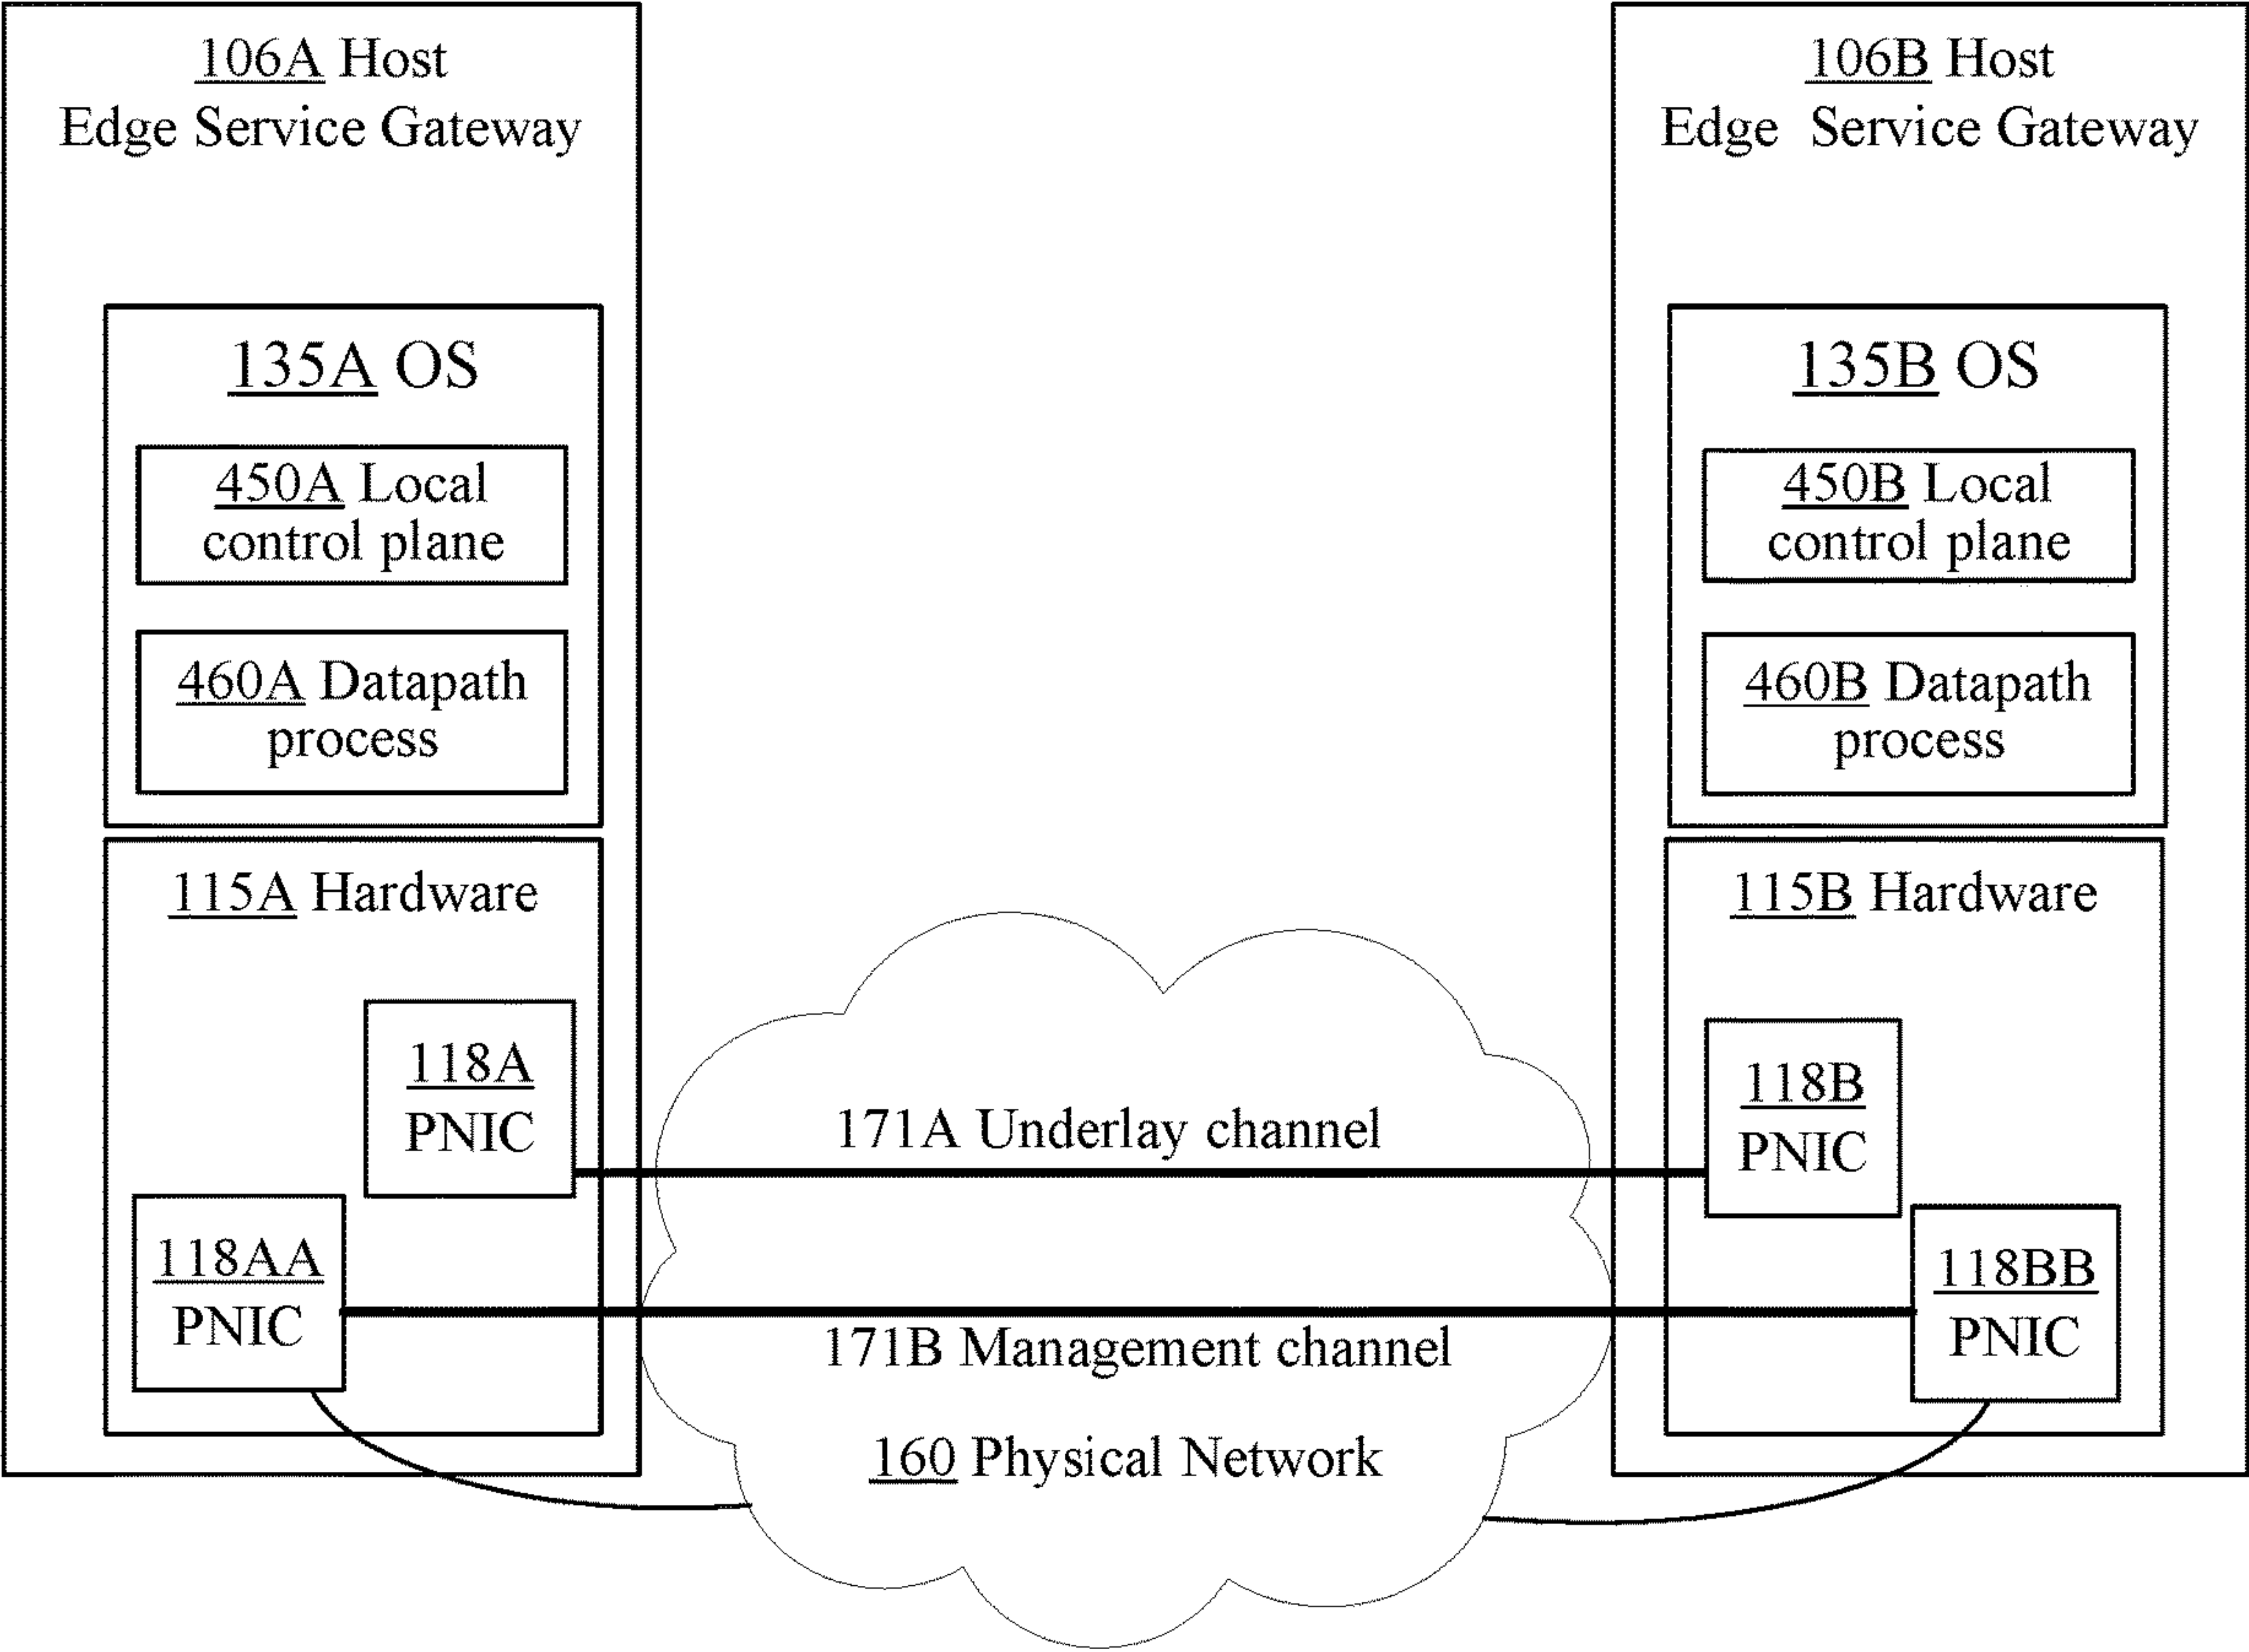 106A Host
Edge Service Gateway
135A OS
450A Local
control plane
460A Datapath
process
115A Hardware
118A
PNIC
118AA
PNIC
171A Underlay channel
171B Management channel
160 Physical Network
106B Host
Edge Service Gateway
135B OS
450B Local
control plane
460B Datapath
process
115B Hardware
118B
PNIC
118BB
PNIC